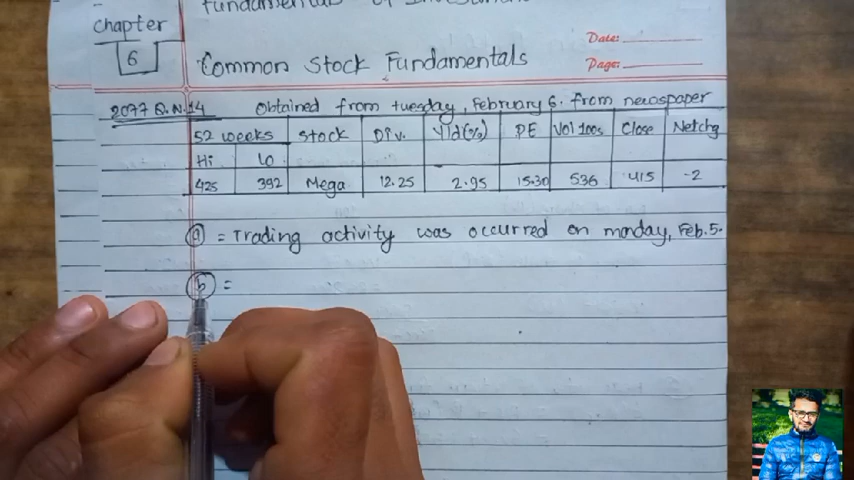 Fundamentals of Investment
Chapter
6
Common Stock Fundamentals
Date:
Page:
2077 Q.N.14 Obtained from tuesday, February 6. from newspaper
52 weeks Stock Div. Yld(%) PE Vol 100s Close Netchg
Hi Lo
425 392 Mega 12.25 2.95 15.30 536 415 -2
(a) = Trading activity was occurred on monday, Feb.5.
(b) =